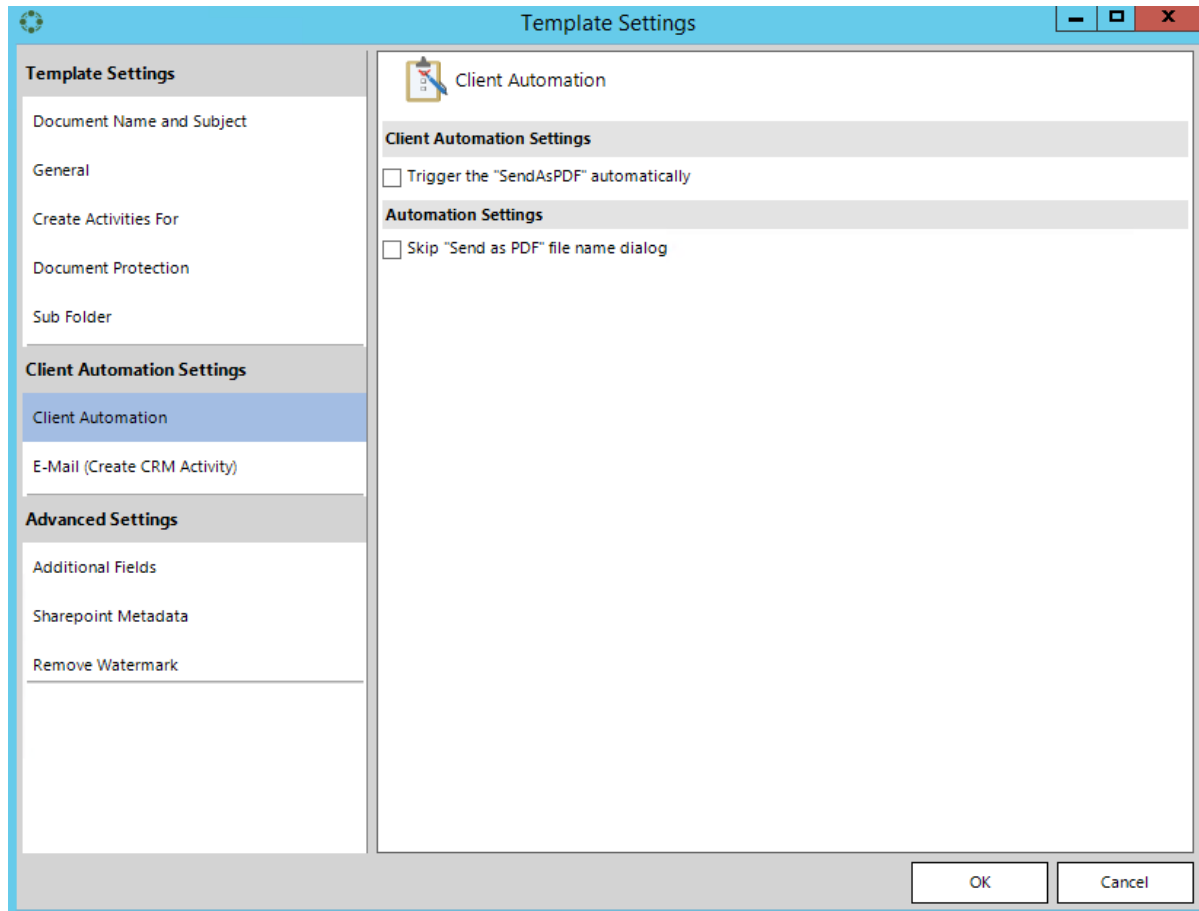 Template Settings
Template Settings
Document Name and Subject
General
Create Activities For
Document Protection
Sub Folder
Client Automation Settings
Client Automation
E-Mail (Create CRM Activity)
Advanced Settings
Additional Fields
Sharepoint Metadata
Remove Watermark
Client Automation
Client Automation Settings
Trigger the "SendAsPDF" automatically
Automation Settings
Skip "Send as PDF" file name dialog
OK
Cancel